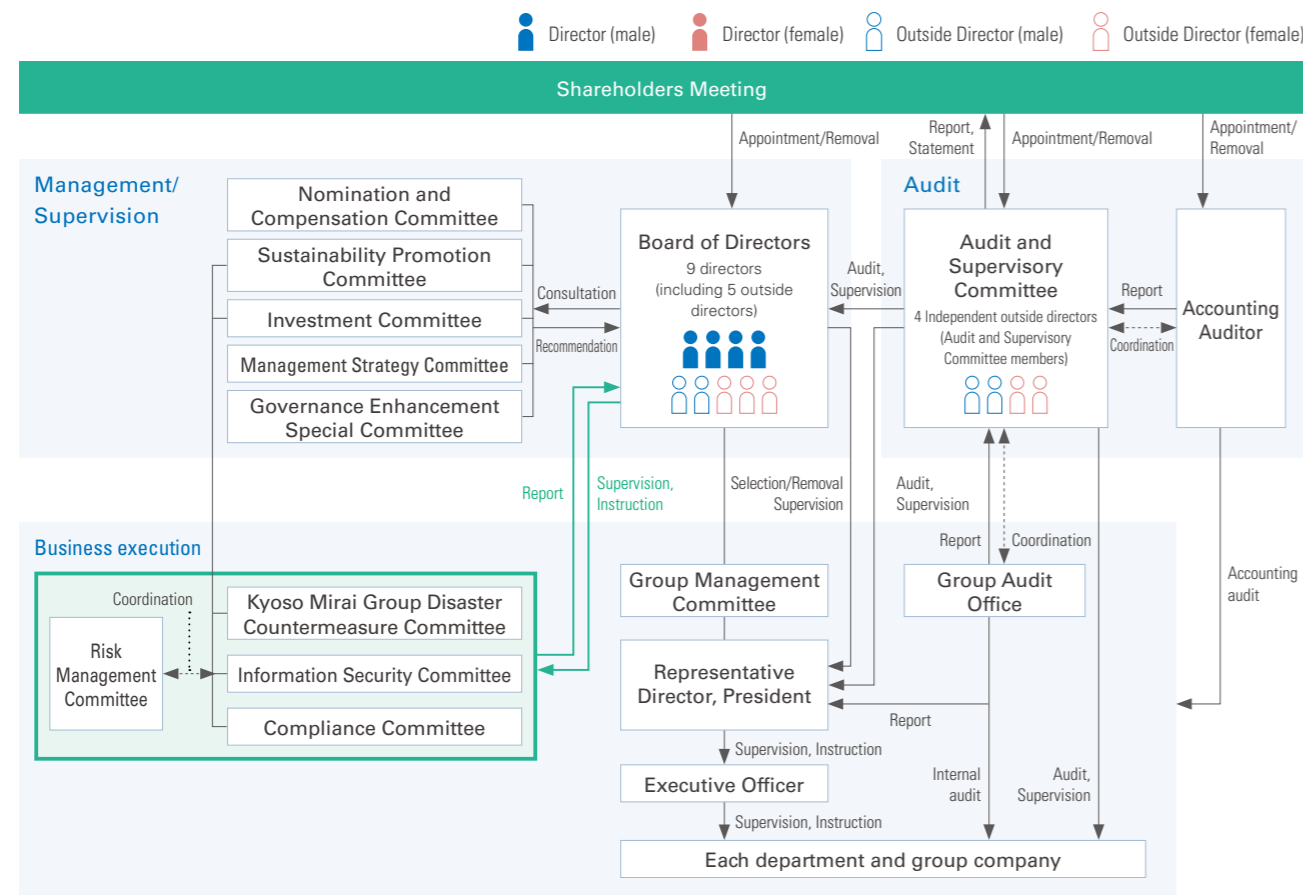 Director (male)
Director (female)
Outside Director (male)
Outside Director (female)
Shareholders Meeting
Appointment/Removal
Report,
Statement
Appointment/Removal
Appointment/
Removal
Management/
Supervision
Nomination and
Compensation Committee
Sustainability Promotion
Committee
Investment Committee
Management Strategy Committee
Governance Enhancement
Special Committee
Consultation
Recommendation
Board of Directors
9 directors
(including 5 outside
directors)
Audit,
Supervision
Audit
Audit and
Supervisory
Committee
4 Independent outside directors
(Audit and Supervisory
Committee members)
Report
Coordination
Accounting
Auditor
Report
Supervision,
Instruction
Selection/Removal
Supervision
Audit,
Supervision
Report
Coordination
Accounting
audit
Business execution
Coordination
Risk
Management
Committee
Kyoso Mirai Group Disaster
Countermeasure Committee
Information Security Committee
Compliance Committee
Group Management
Committee
Group Audit
Office
Representative
Director, President
Report
Supervision, Instruction
Executive Officer
Supervision, Instruction
Internal
audit
Audit,
Supervision
Each department and group company